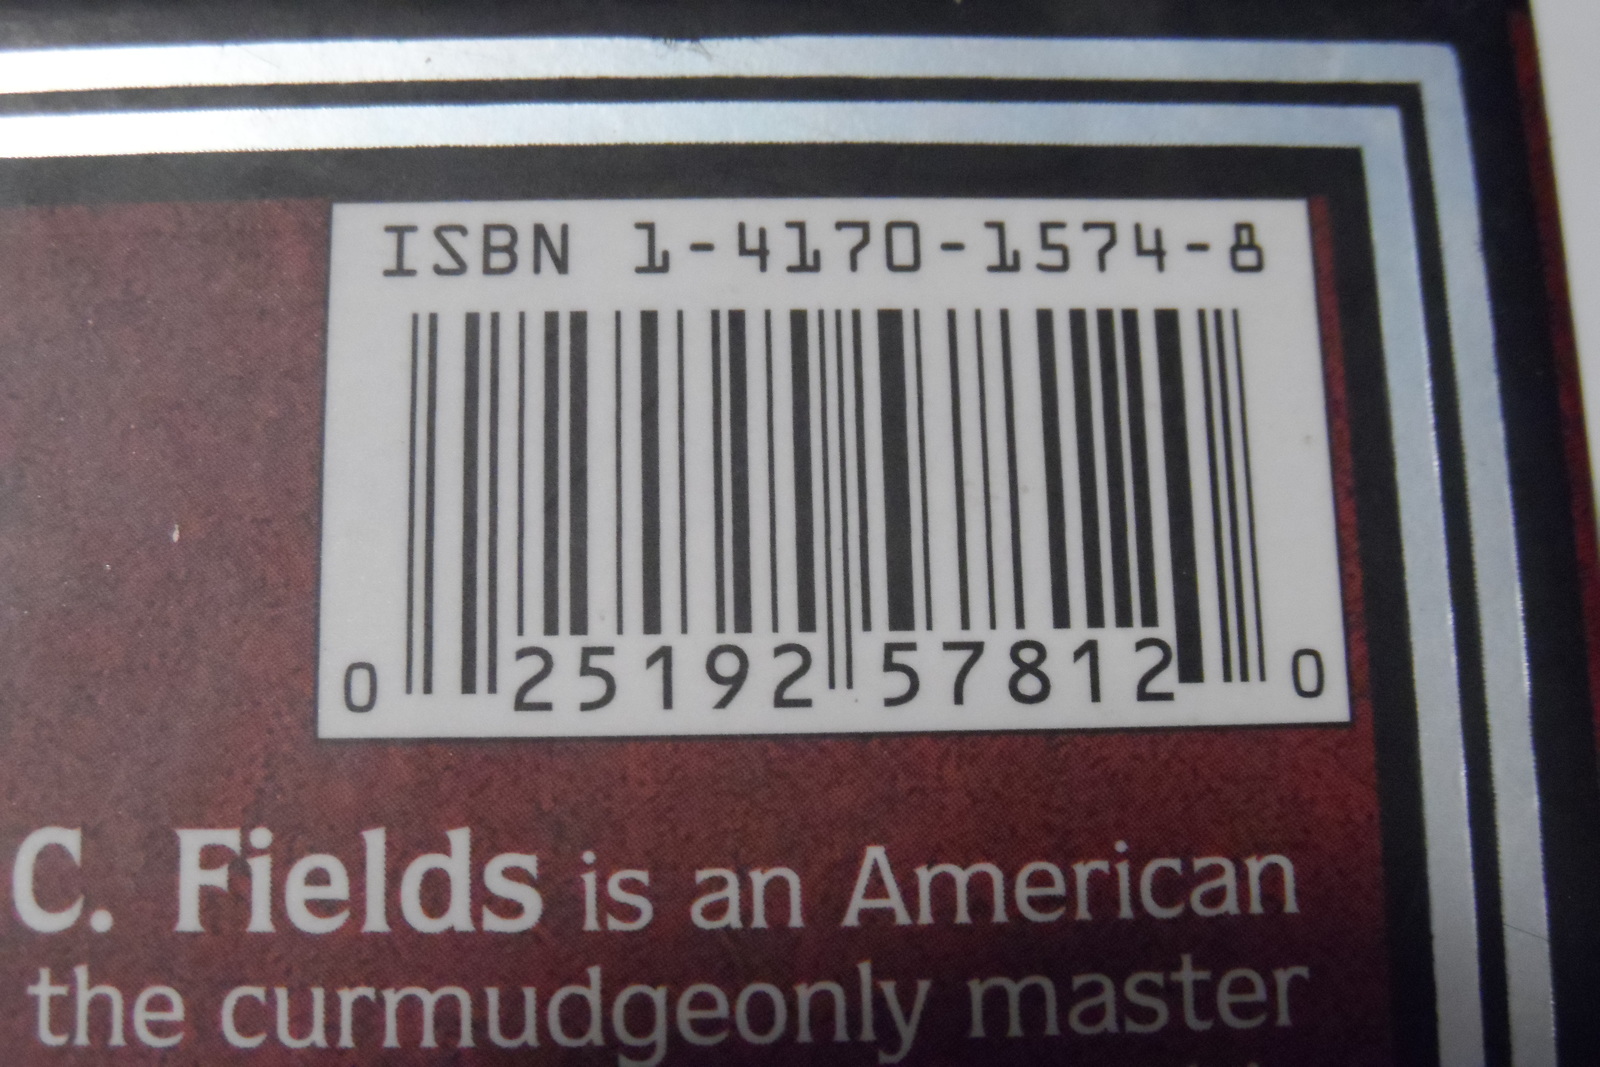 ISBN 1-4170-1574-8
0 25192 57812 0
C. Fields is an American
the curmudgeonly master